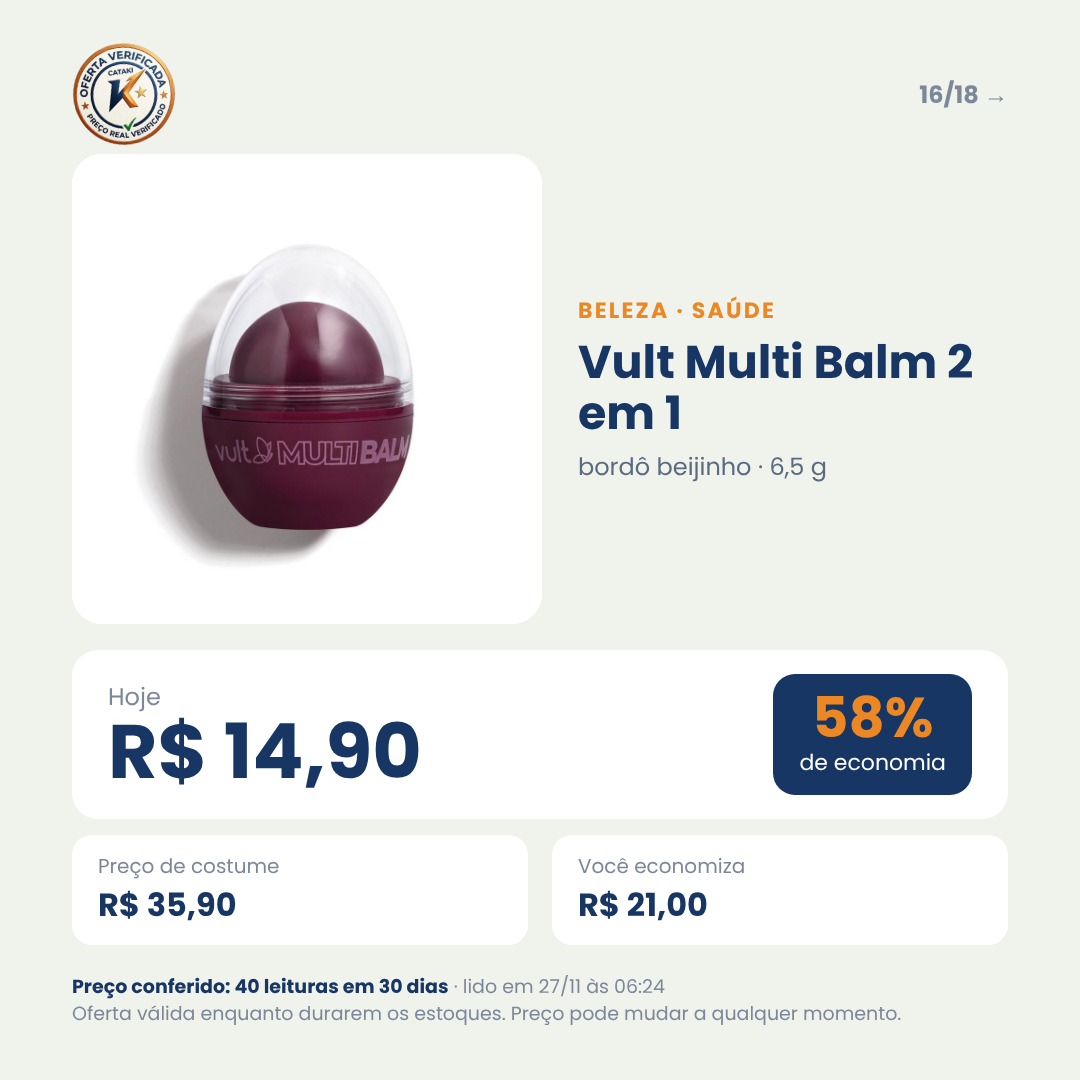 OFERTA VERIFICADA
CATAKI
K
PREÇO REAL VERIFICADO
16/18 →
vult MULTI BALM
BELEZA · SAÚDE
Vult Multi Balm 2
em 1
bordô beijinho · 6,5 g
Hoje
R$ 14,90
58%
de economia
Preço de costume
R$ 35,90
Você economiza
R$ 21,00
Preço conferido: 40 leituras em 30 dias · lido em 27/11 às 06:24
Oferta válida enquanto durarem os estoques. Preço pode mudar a qualquer momento.